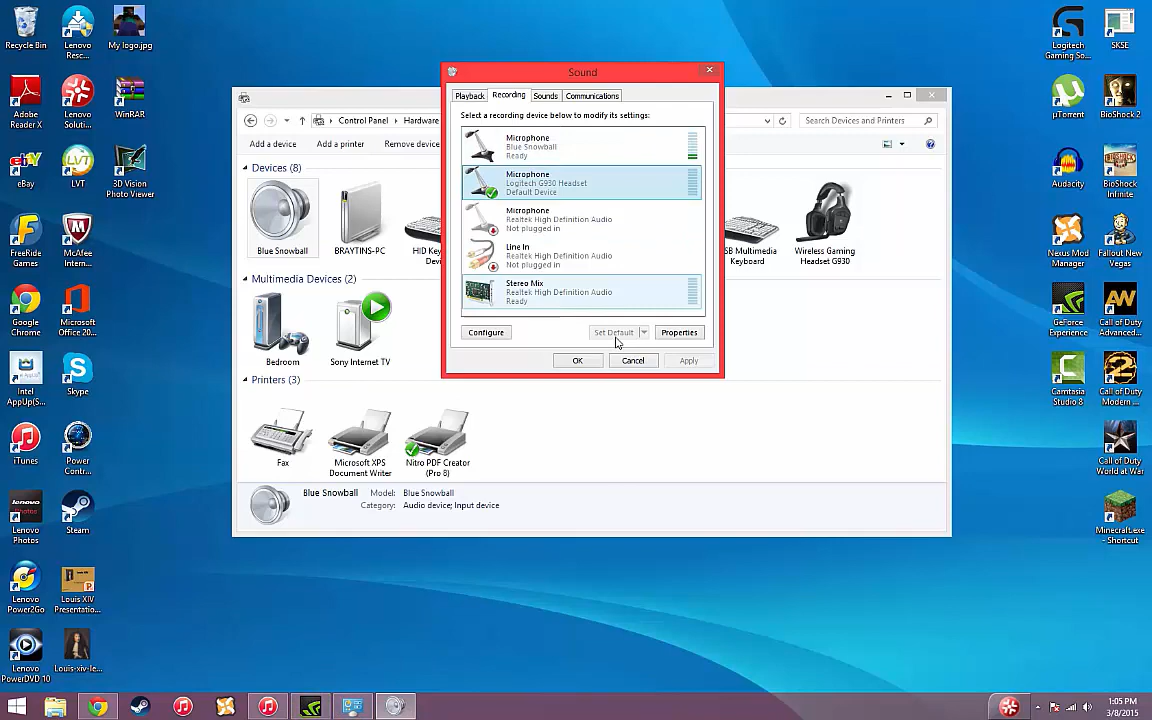 Recycle Bin
Lenovo
Resc...
My logo.jpg
Adobe
Reader X
Lenovo
Soluti...
WinRAR
eBay
LVT
3D Vision
Photo Viewer
FreeRide
Games
McAfee
Intern...
Google
Chrome
Microsoft
Office 20...
Intel
AppUp(S...
Skype
iTunes
Power
Contr...
Lenovo
Photos
Steam
Lenovo
Power2Go
Louis XIV
Presentatio...
Lenovo
PowerDVD 10
Louis-xiv-le...
Control Panel
Hardware
Search Devices and Printers
Add a device
Add a printer
Remove device
Devices (8)
Blue Snowball
BRAYTINS-PC
HID Key
Devi
SB Multimedia
Keyboard
Wireless Gaming
Headset G930
Multimedia Devices (2)
Bedroom
Sony Internet TV
Printers (3)
Fax
Microsoft XPS
Document Writer
Nitro PDF Creator
(Pro 8)
Blue Snowball
Model: Blue Snowball
Category: Audio device; Input device
Sound
Playback
Recording
Sounds
Communications
Select a recording device below to modify its settings:
Microphone
Blue Snowball
Ready
Microphone
Logitech G930 Headset
Default Device
Microphone
Realtek High Definition Audio
Not plugged in
Line In
Realtek High Definition Audio
Not plugged in
Stereo Mix
Realtek High Definition Audio
Ready
Configure
Set Default
Properties
OK
Cancel
Apply
Logitech
Gaming So...
SKSE
µTorrent
BioShock 2
Audacity
BioShock
Infinite
Nexus Mod
Manager
Fallout New
Vegas
GeForce
Experience
Call of Duty
Advanced...
Camtasia
Studio 8
Call of Duty
Modern ...
Call of Duty
World at War
Minecraft.exe
- Shortcut
1:05 PM
3/8/2015